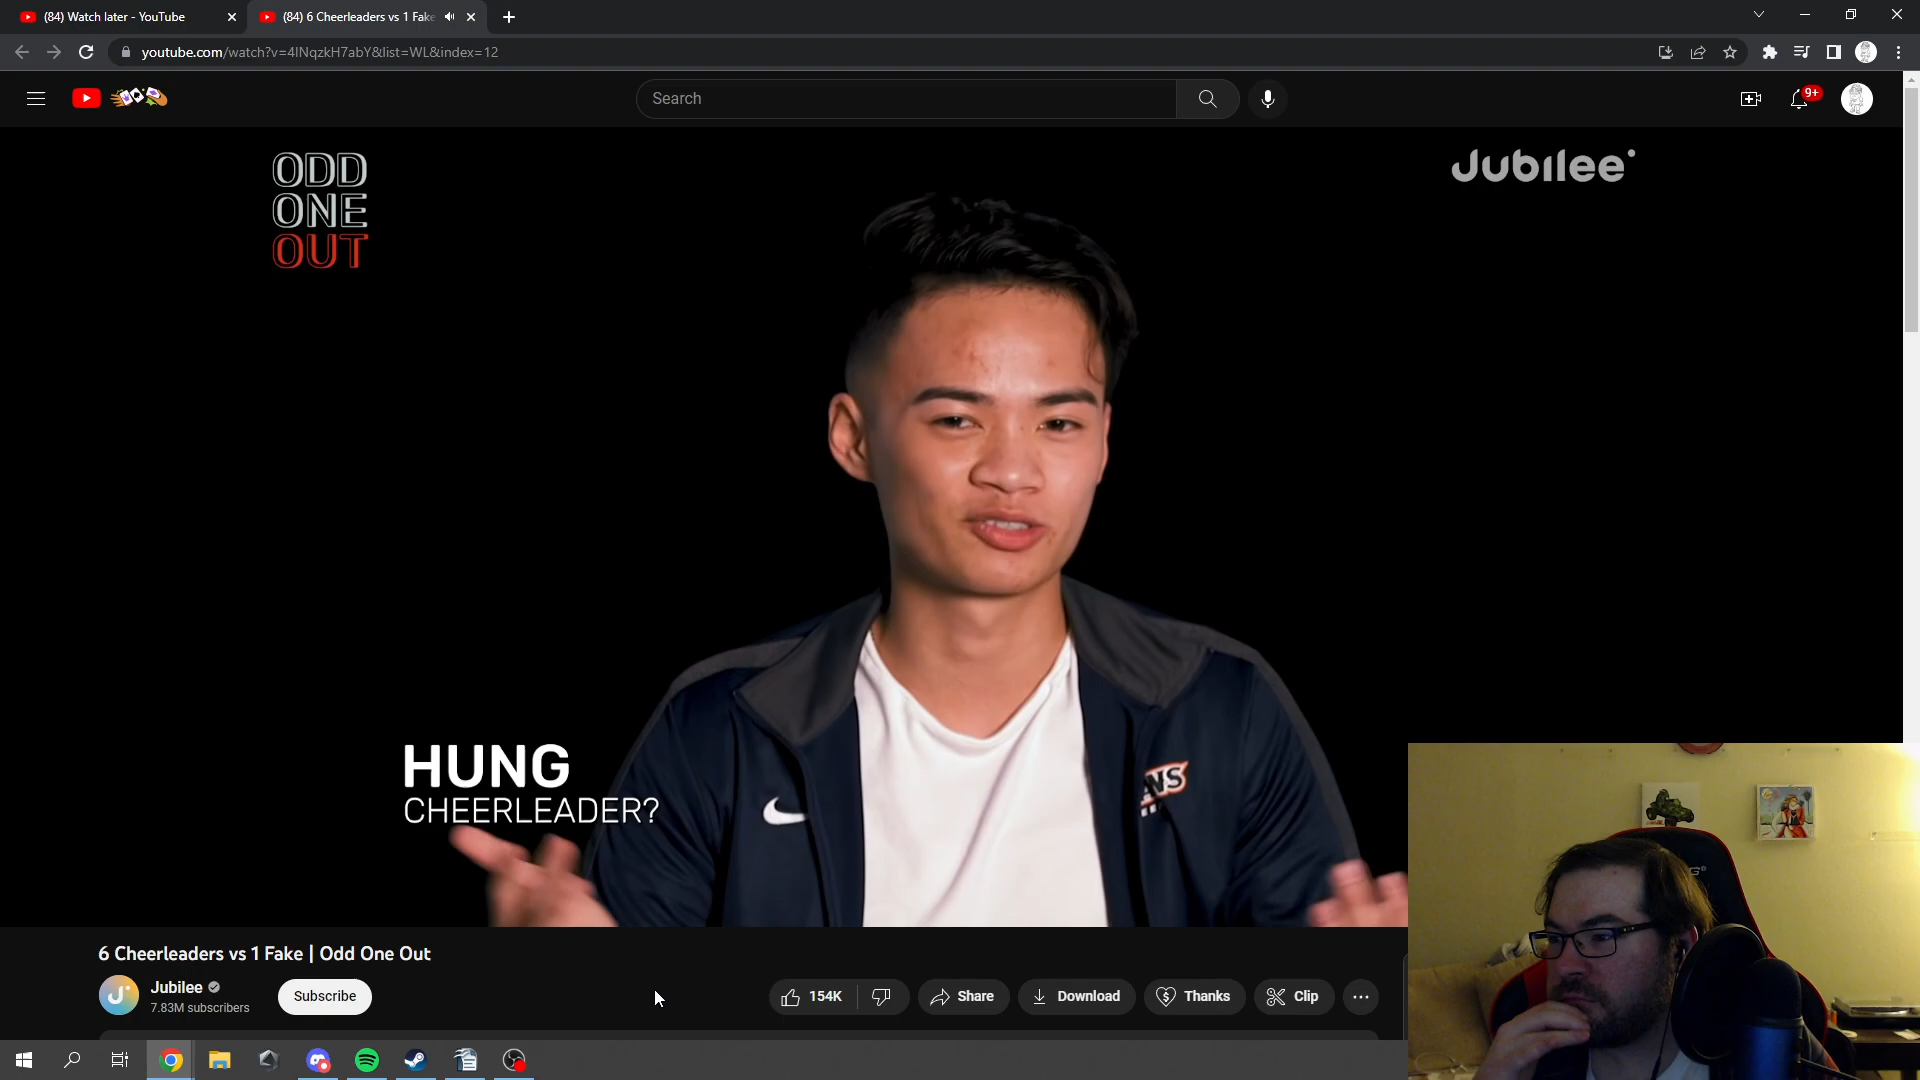 (84) Watch later - YouTube
(84) 6 Cheerleaders vs 1 Fake
youtube.com/watch?v=4lNqzkH7abY&list=WL&index=12
Search
9+
ODD
ONE
OUT
Jubilee
HUNG
CHEERLEADER?
6 Cheerleaders vs 1 Fake | Odd One Out
Jubilee
7.83M subscribers
Subscribe
154K
Share
Download
Thanks
Clip